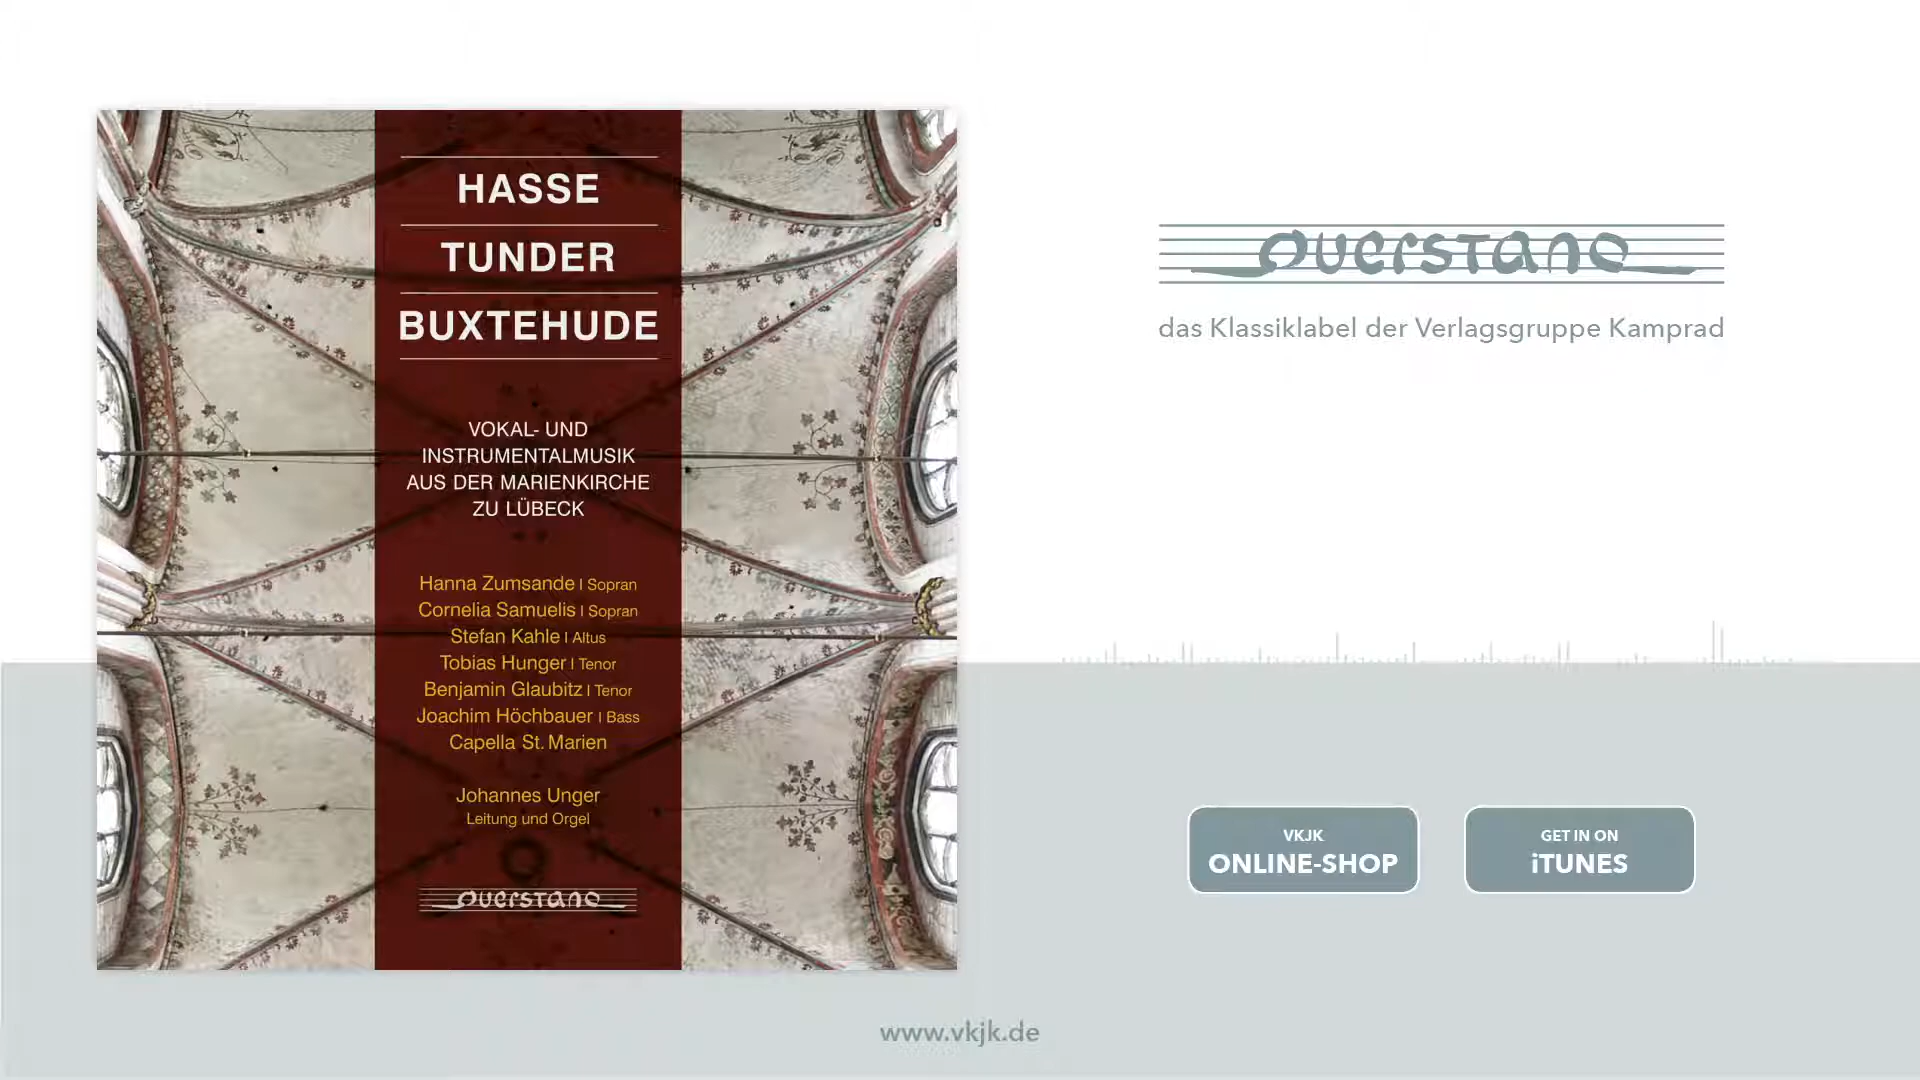 HASSE
TUNDER
BUXTEHUDE
VOKAL- UND
INSTRUMENTALMUSIK
AUS DER MARIENKIRCHE
ZU LÜBECK
Hanna Zumsande | Sopran
Cornelia Samuelis | Sopran
Stefan Kahle | Altus
Tobias Hunger | Tenor
Benjamin Glaubitz | Tenor
Joachim Höchbauer | Bass
Capella St. Marien
Johannes Unger
Leitung und Orgel
querstand
querstand
das Klassiklabel der Verlagsgruppe Kamprad
VKJK
ONLINE-SHOP
GET IN ON
iTUNES
www.vkjk.de